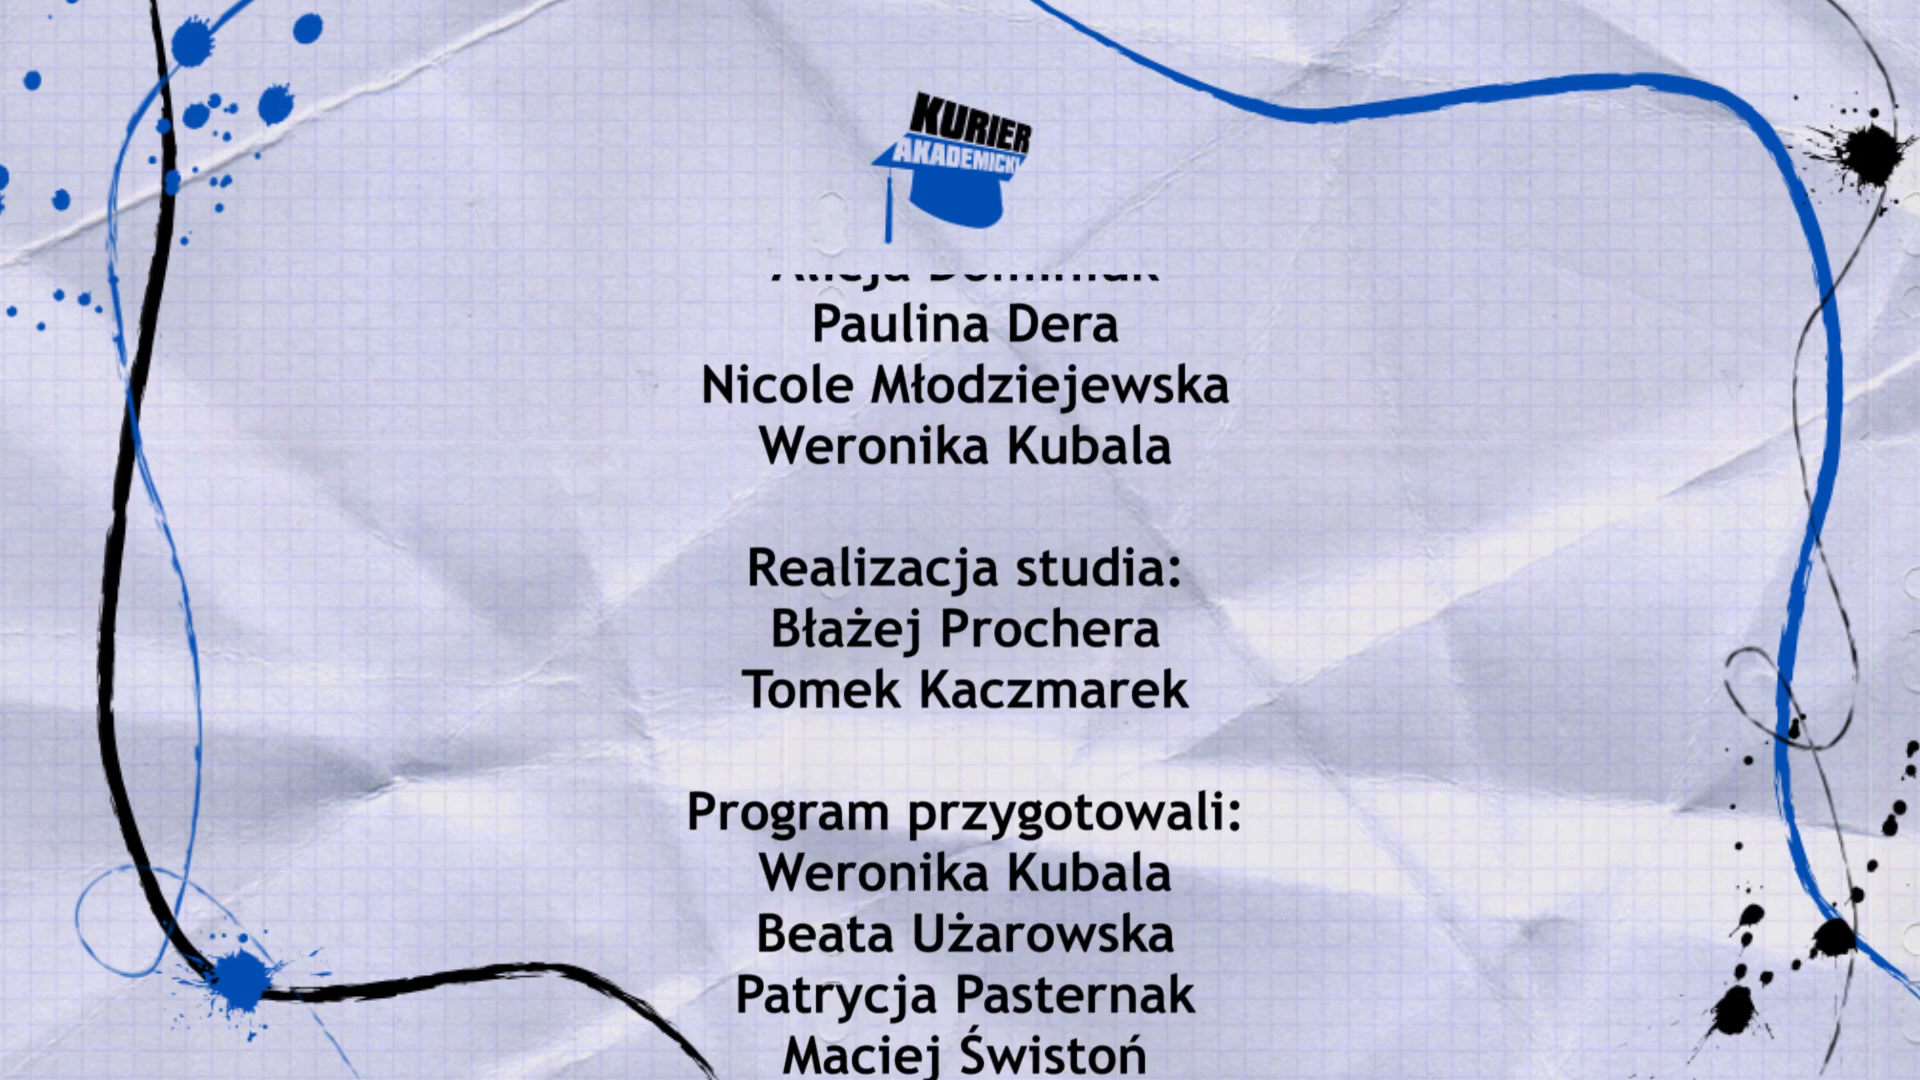 KURIER
AKADEMICKI
Paulina Dera
Nicole Młodziejewska
Weronika Kubala
Realizacja studia:
Błażej Prochera
Tomek Kaczmarek
Program przygotowali:
Weronika Kubala
Beata Użarowska
Patrycja Pasternak
Maciej Świstoń